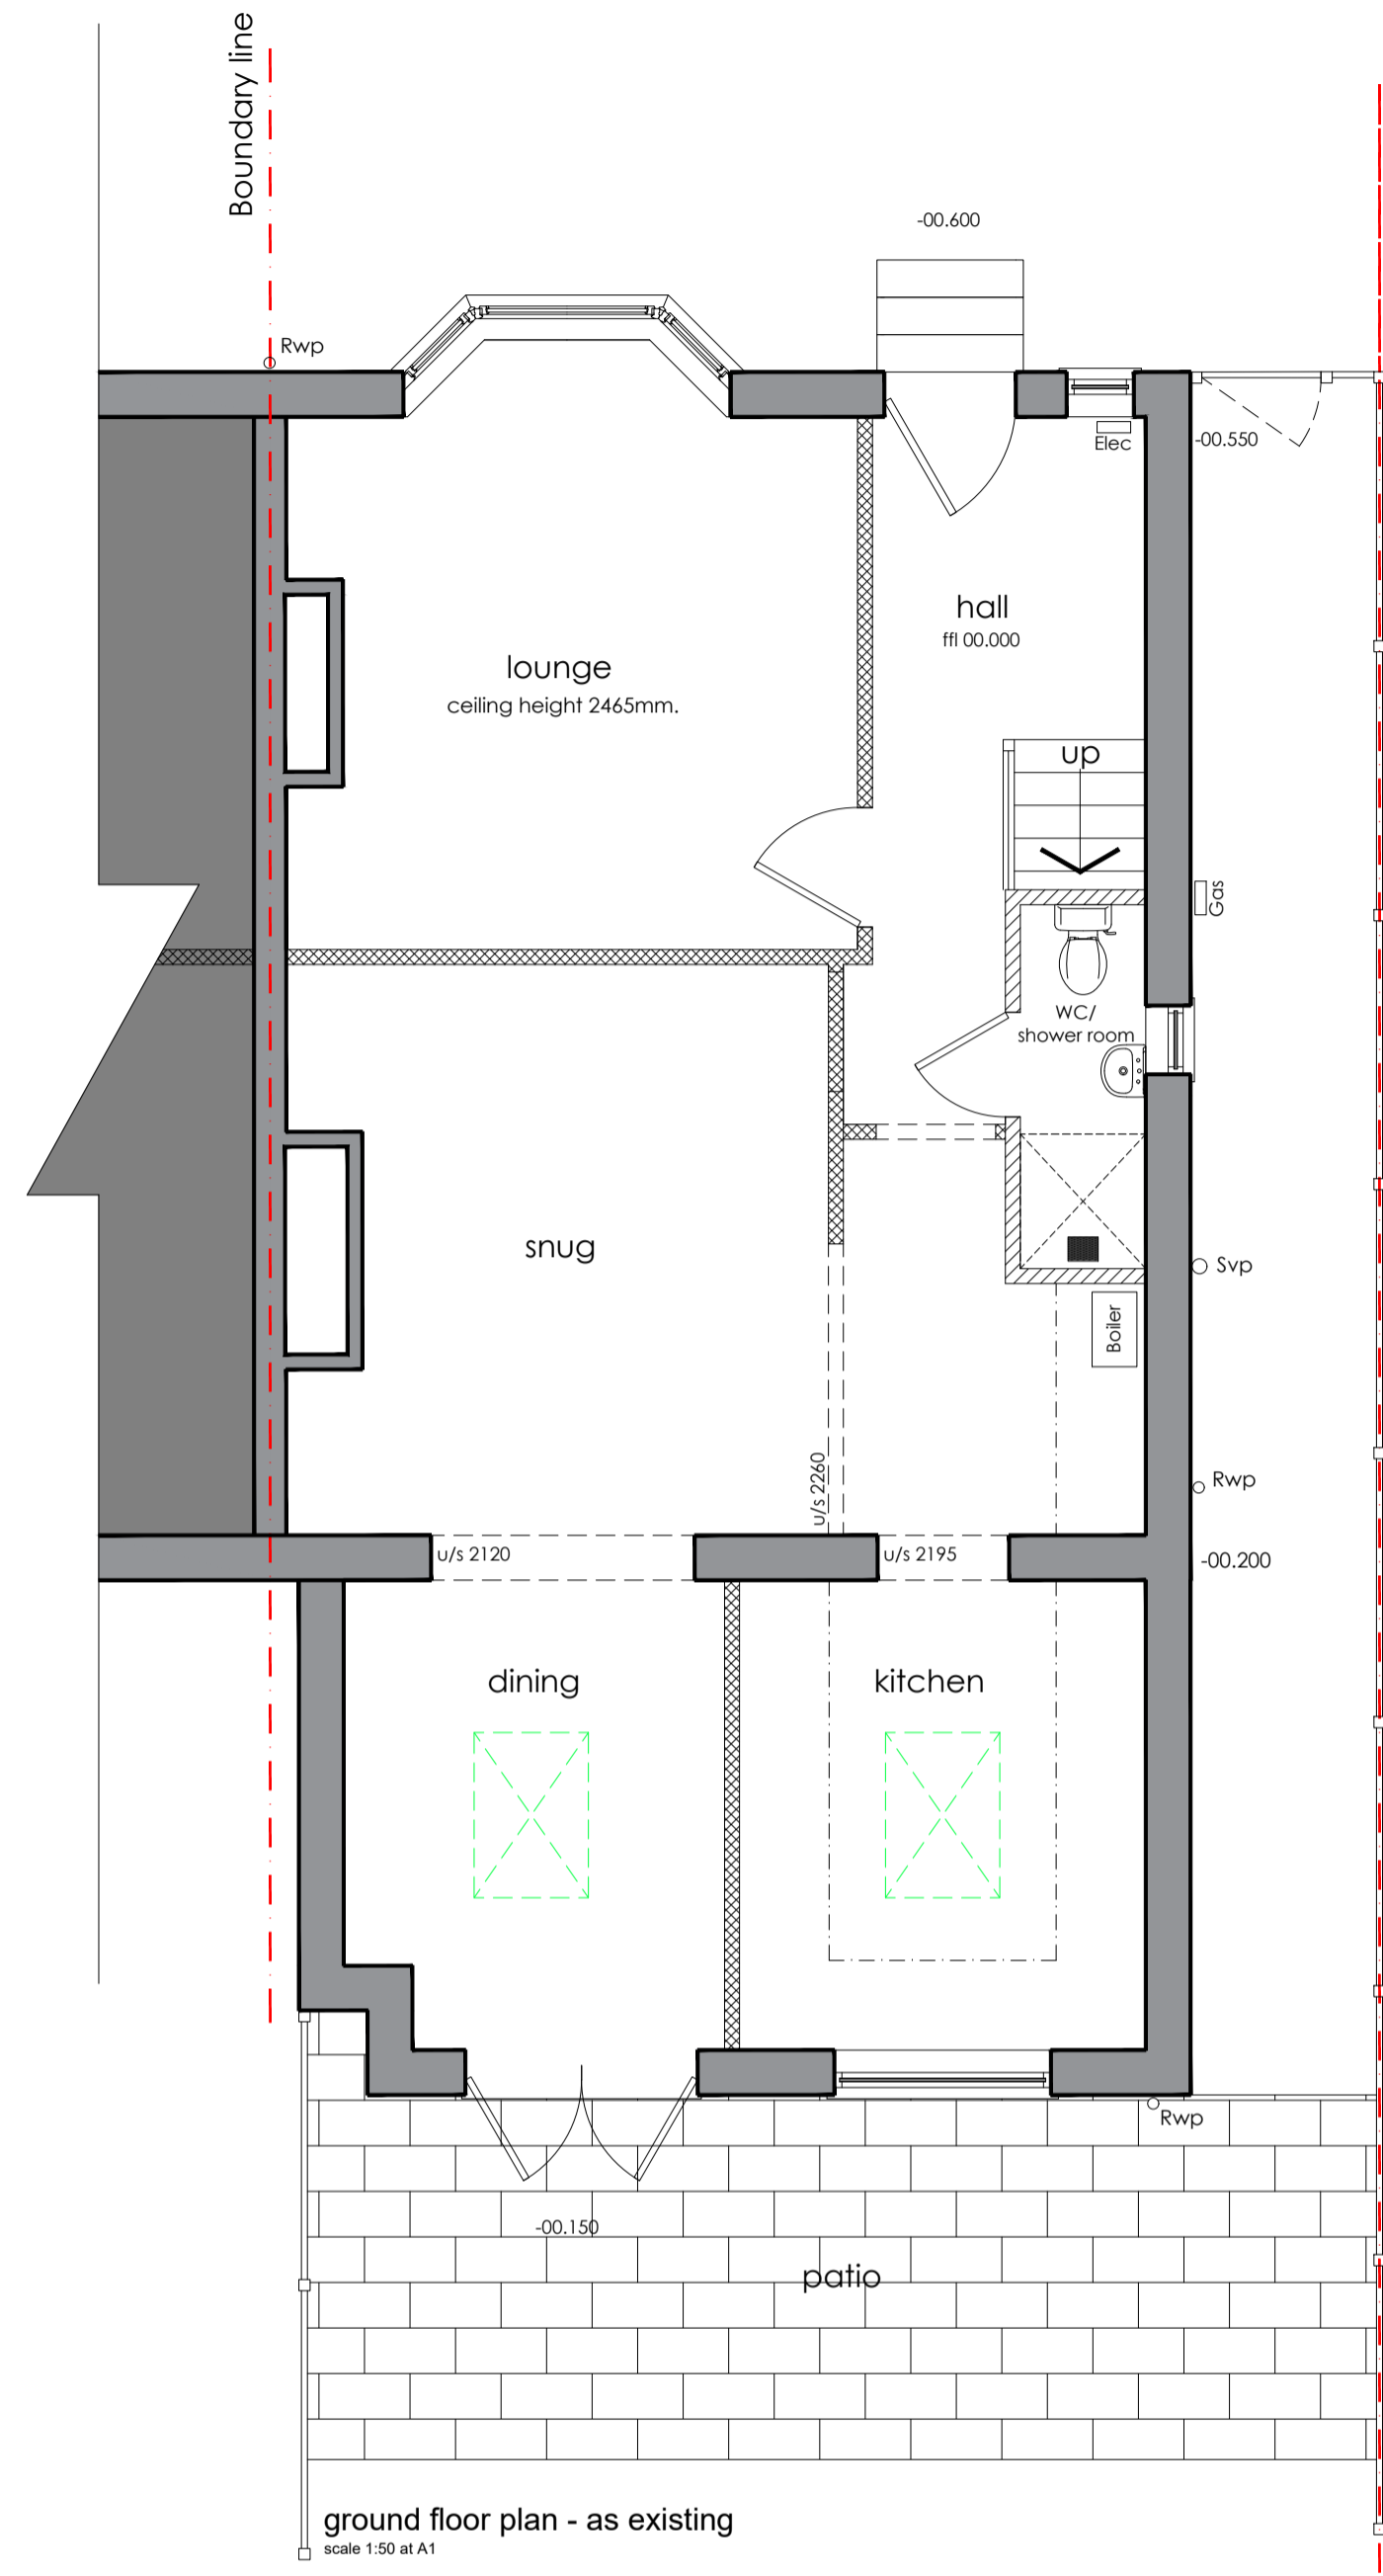 Boundary line
-00.600
Rwp
Elec
-00.550
hall
ffl 00.000
lounge
ceiling height 2465mm.
up
Gas
WC/
shower room
snug
Svp
Boiler
u/s 2260
Rwp
u/s 2120
u/s 2195
-00.200
dining
kitchen
Rwp
-00.150
patio
ground floor plan - as existing
scale 1:50 at A1